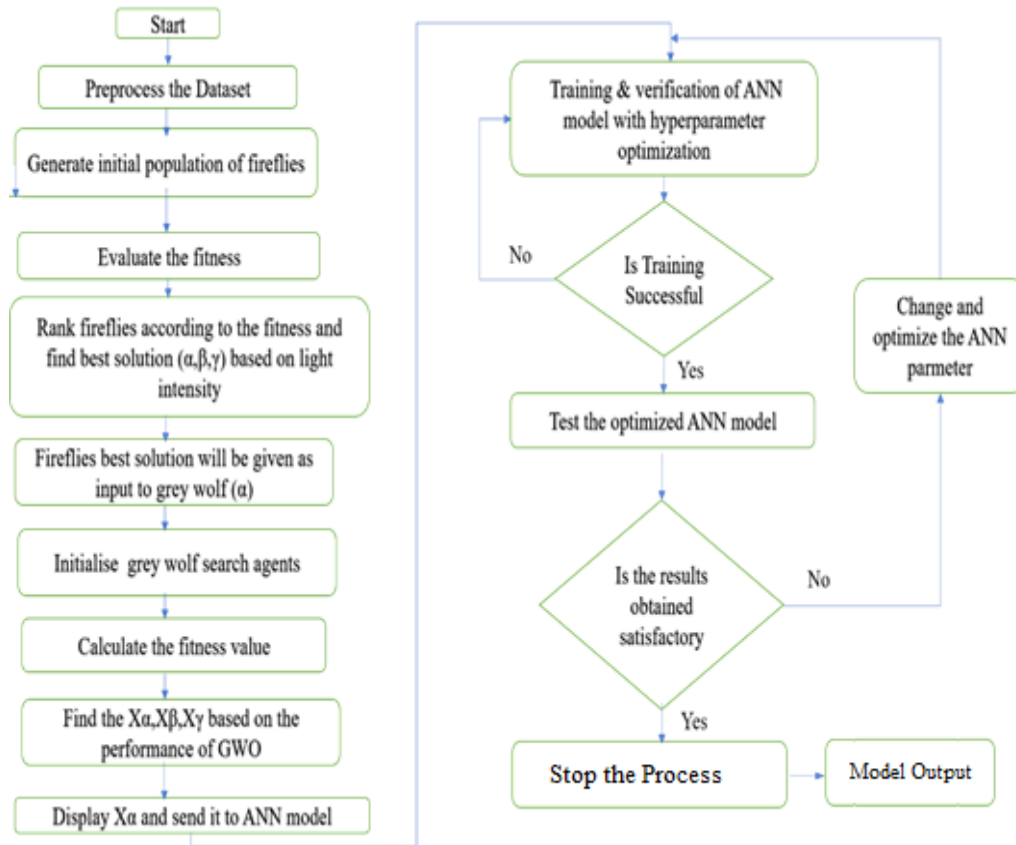 Start
Preprocess the Dataset
Generate initial population of fireflies
Evaluate the fitness
Rank fireflies according to the fitness and
find best solution (α,β,γ) based on light
intensity
Fireflies best solution will be given as
input to grey wolf (α)
Initialise grey wolf search agents
Calculate the fitness value
Find the Xα,Xβ,Xγ based on the
performance of GWO
Display Xα and send it to ANN model
Training & verification of ANN
model with hyperparameter
optimization
No
Is Training
Successful
Yes
Change and
optimize the ANN
parmeter
Test the optimized ANN model
Is the results
obtained
satisfactory
No
Yes
Stop the Process
Model Output